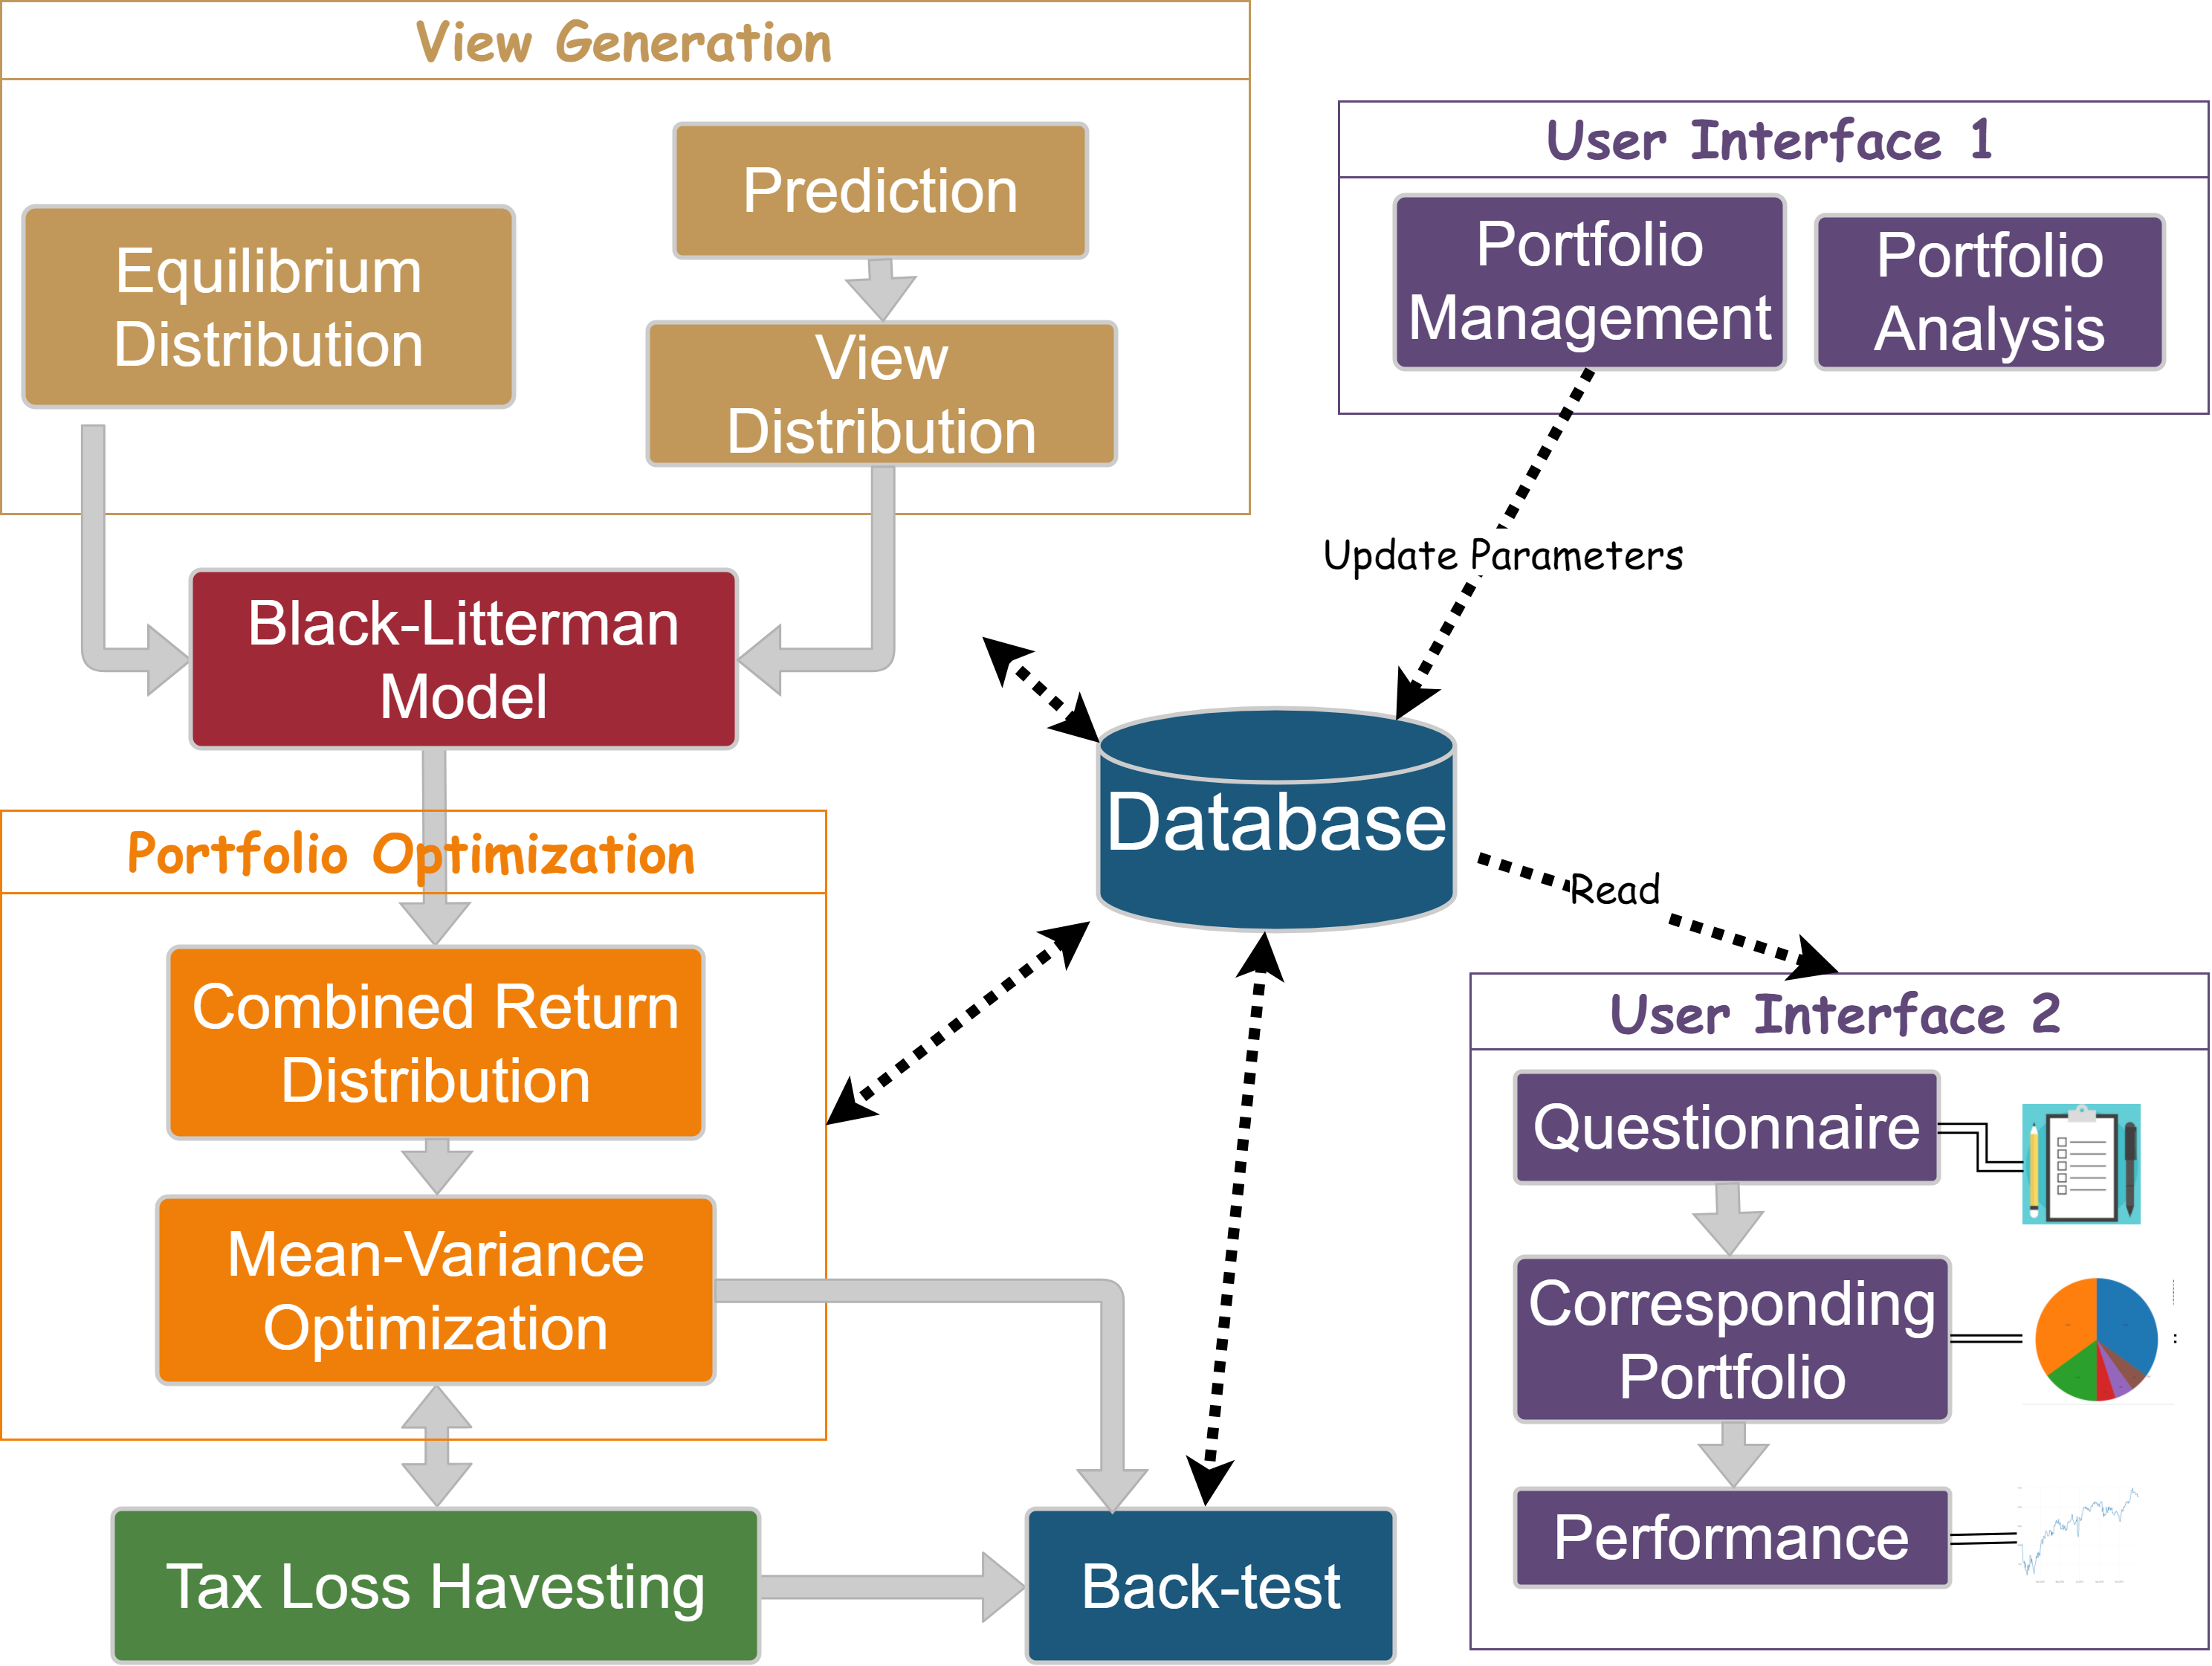 View Generation
Prediction
Equilibrium
Distribution
View
Distribution
User Interface 1
Portfolio
Management
Portfolio
Analysis
Update Parameters
Black-Litterman
Model
Database
Read
Portfolio Optimization
Combined Return
Distribution
Mean-Variance
Optimization
Tax Loss Havesting
Back-test
User Interface 2
Questionnaire
Corresponding
Portfolio
Performance